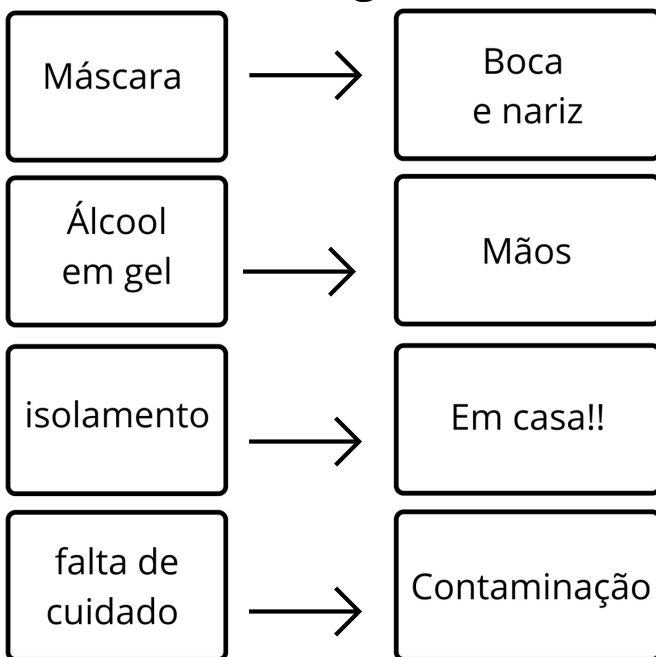 Máscara
Boca
e nariz
Álcool
em gel
Mãos
isolamento
Em casa!!
falta de
cuidado
Contaminação